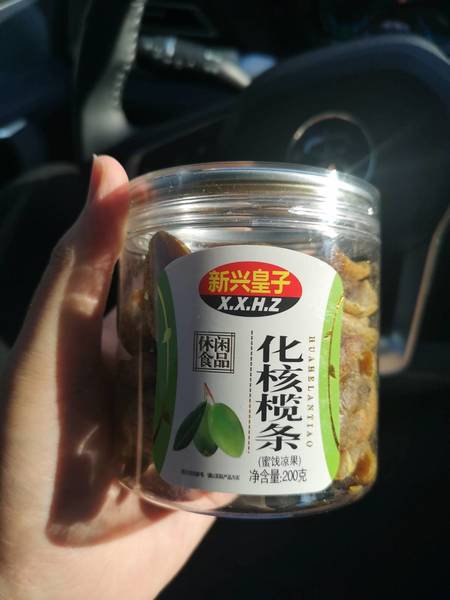 新兴皇子
X.X.H.Z
休闲
食品
化核榄条
HUAHELANTIAO
(蜜饯凉果)
净含量:200克